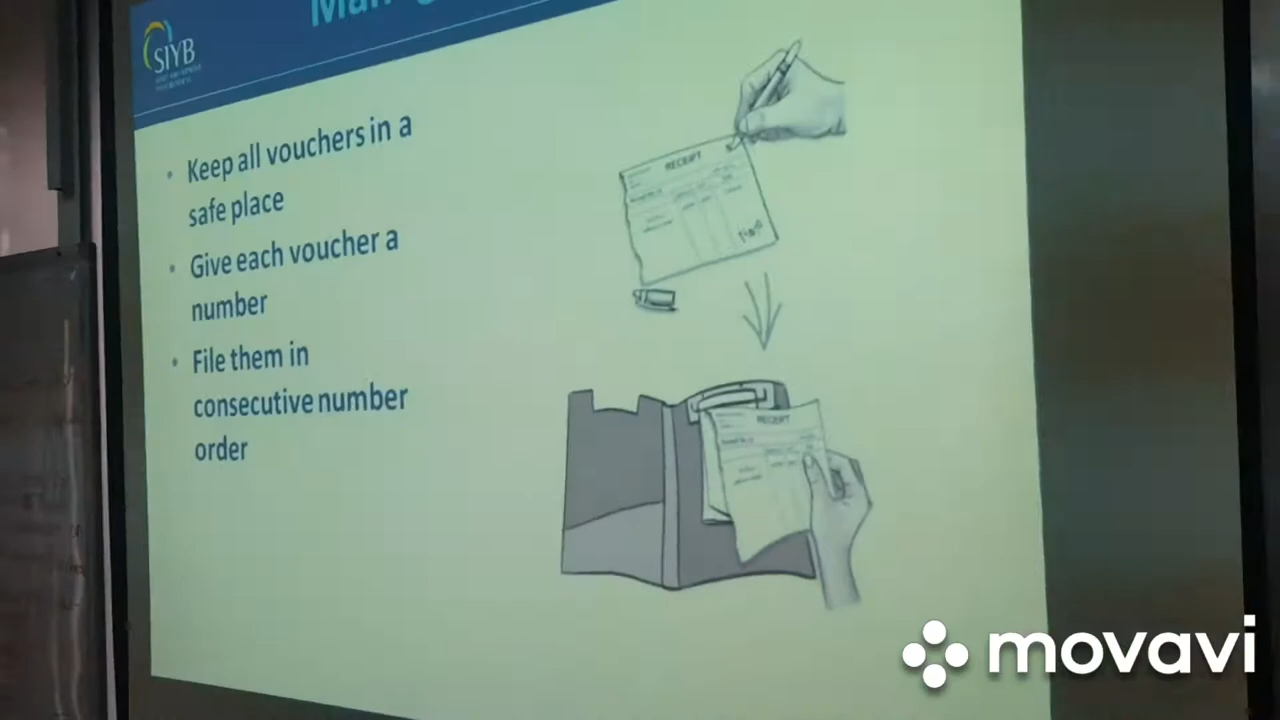 SIYB
Keep all vouchers in a
safe place
Give each voucher a
number
File them in
consecutive number
order
RECEIPT
RECEIPT
movavi